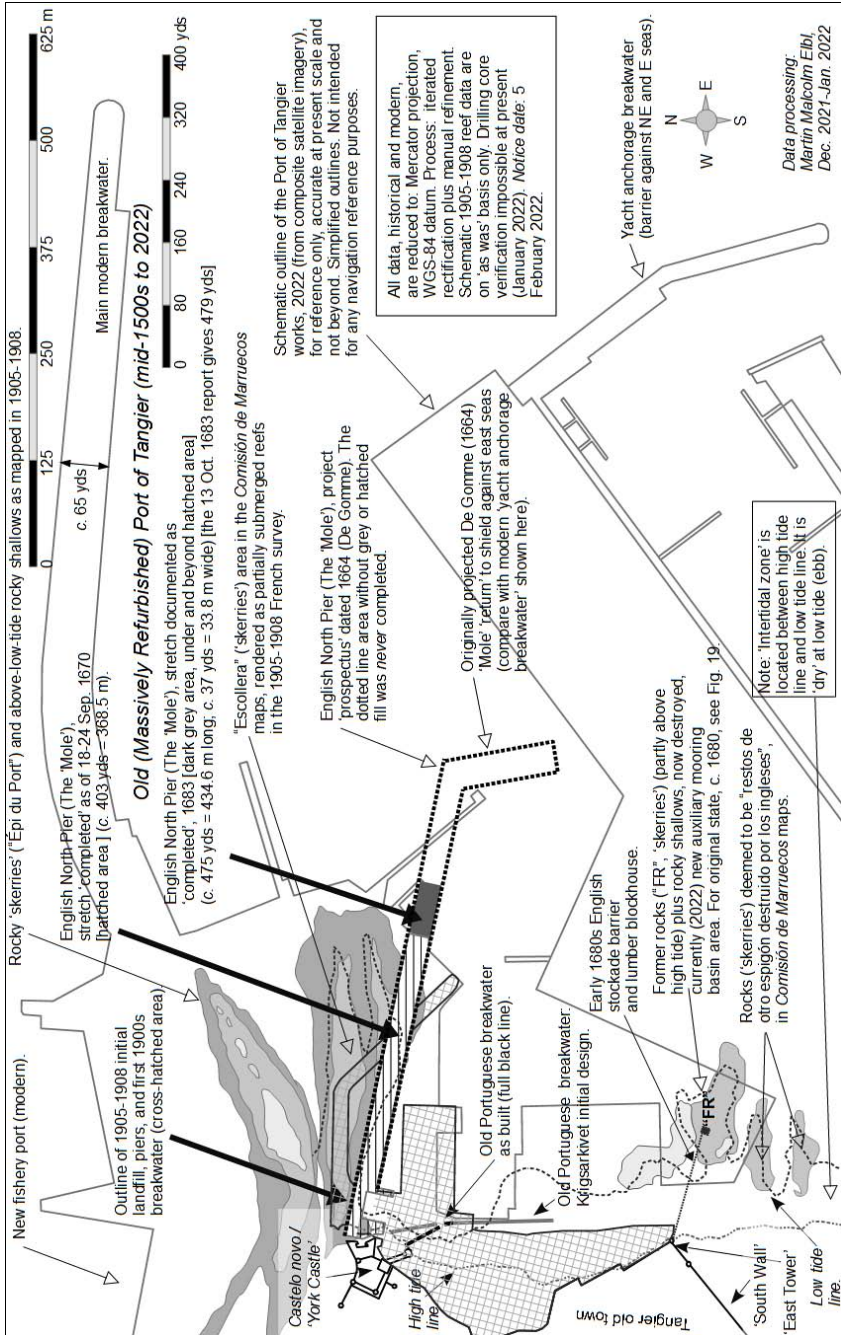 Rocky 'skerries' ("Épi du Port") and above-low-tide rocky shallows as mapped in 1905-1908.
0 125 250 375 500 625 m
Main modern breakwater.
c. 65 yds
New fishery port (modern).
English North Pier (The 'Mole'),
stretch 'completed' as of 18-24 Sep. 1670
[hatched area ] (c. 403 yds = 368.5 m).
Old (Massively Refurbished) Port of Tangier (mid-1500s to 2022)
0 80 160 240 320 400 yds
Outline of 1905-1908 initial
landfill, piers, and first 1900s
breakwater (cross-hatched area).
English North Pier (The 'Mole'), stretch documented as
'completed', 1683 [dark grey area, under and beyond hatched area]
(c. 475 yds = 434.6 m long; c. 37 yds = 33.8 m wide) [the 13 Oct. 1683 report gives 479 yds]
"Escollera" ('skerries') area in the Comisión de Marruecos
maps, rendered as partially submerged reefs
in the 1905-1908 French survey.
Schematic outline of the Port of Tangier
works, 2022 (from composite satellite imagery),
for reference only, accurate at present scale and
not beyond. Simplified outlines. Not intended
for any navigation reference purposes.
English North Pier (The 'Mole'), project
'prospectus' dated 1664 (De Gomme). The
dotted line area without grey or hatched
fill was never completed.
All data, historical and modern,
are reduced to: Mercator projection,
WGS-84 datum. Process: iterated
rectification plus manual refinement.
Schematic 1905-1908 reef data are
on 'as was' basis only. Drilling core
verification impossible at present
(January 2022). Notice date: 5
February 2022.
Castelo novo /
'York Castle'
High tide
line.
Old Portuguese breakwater
as built (full black line).
Originally projected De Gomme (1664)
'Mole' 'return' to shield against east seas
(compare with modern 'yacht anchorage
breakwater' shown here).
Old Portuguese breakwater:
Krigsarkivet initial design.
Early 1680s English
stockade barrier
and lumber blockhouse.
Yacht anchorage breakwater
(barrier against NE and E seas).
Former rocks ("FR", 'skerries') (partly above
high tide) plus rocky shallows, now destroyed,
currently (2022) new auxiliary mooring
basin area. For original state, c. 1680, see Fig. 19.
"FR"
N
W E
S
Rocks ('skerries') deemed to be "restos de
otro espigón destruido por los ingleses",
in Comisión de Marruecos maps.
Note: 'Intertidal zone' is
located between high tide
line and low tide line. It is
'dry' at low tide (ebb).
Tangier old town
'South Wall'
'East Tower'
Low tide
line.
Data processing:
Martin Malcolm Elbl,
Dec. 2021-Jan. 2022